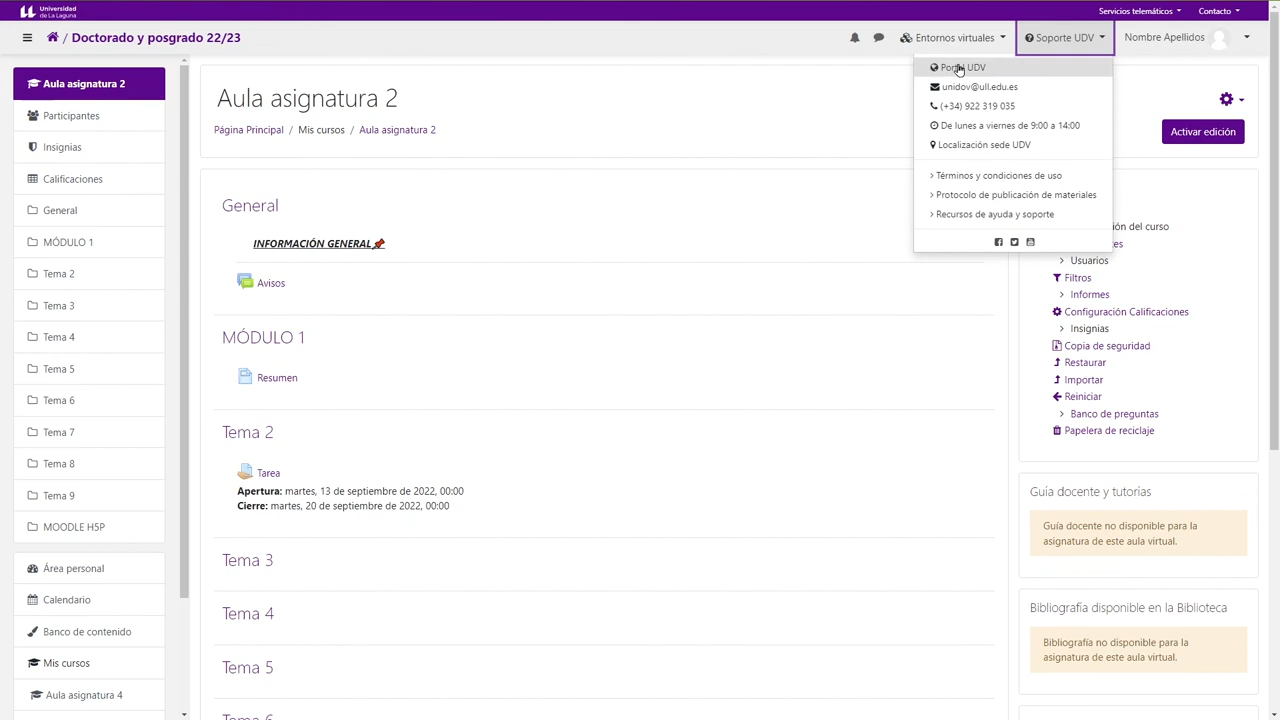 Universidad
de La Laguna
Servicios telemáticos
Contacto
/ Doctorado y posgrado 22/23
Entornos virtuales
Soporte UDV
Nombre Apellidos
Aula asignatura 2
Participantes
Insignias
Calificaciones
General
MÓDULO 1
Tema 2
Tema 3
Tema 4
Tema 5
Tema 6
Tema 7
Tema 8
Tema 9
MOODLE H5P
Área personal
Calendario
Banco de contenido
Mis cursos
Aula asignatura 4
Aula asignatura 2
Página Principal / Mis cursos / Aula asignatura 2
Activar edición
Portal UDV
unidov@ull.edu.es
(+34) 922 319 035
De lunes a viernes de 9:00 a 14:00
Localización sede UDV
> Términos y condiciones de uso
> Protocolo de publicación de materiales
> Recursos de ayuda y soporte
General
INFORMACIÓN GENERAL
Avisos
MÓDULO 1
Resumen
Tema 2
Tarea
Apertura: martes, 13 de septiembre de 2022, 00:00
Cierre: martes, 20 de septiembre de 2022, 00:00
Tema 3
Tema 4
Tema 5
del curso
> Usuarios
Filtros
> Informes
Configuración Calificaciones
> Insignias
Copia de seguridad
Restaurar
Importar
Reiniciar
> Banco de preguntas
Papelera de reciclaje
Guía docente y tutorías
Guía docente no disponible para la
asignatura de este aula virtual.
Bibliografía disponible en la Biblioteca
Bibliografía no disponible para la
asignatura de este aula virtual.